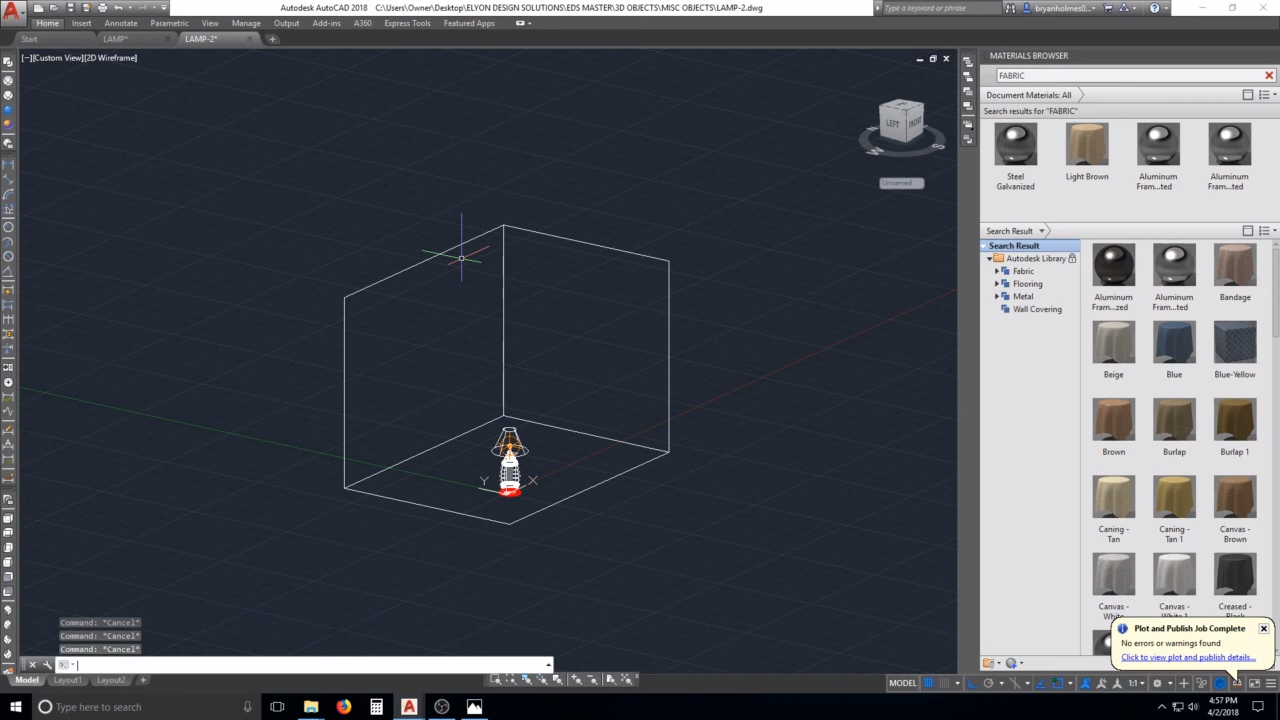 Autodesk AutoCAD 2018   C:\Users\Owner\Desktop\ELYON DESIGN SOLUTIONS\EDS MASTER\3D OBJECTS\MISC OBJECTS\LAMP-2.dwg
Type a keyword or phrase
bryanholmes0...
Home Insert Annotate Parametric View Manage Output Add-ins A360 Express Tools Featured Apps
Start LAMP* LAMP-2*
[−][Custom View][2D Wireframe]
LEFT FRONT
W S
Unnamed
MATERIALS BROWSER
FABRIC
Document Materials: All
Search results for "FABRIC"
Steel Galvanized
Light Brown
Aluminum Fram...ted
Aluminum Fram...ted
Search Result
Search Result
Autodesk Library
Fabric
Flooring
Metal
Wall Covering
Aluminum Fram...zed
Aluminum Fram...ted
Bandage
Beige
Blue
Blue-Yellow
Brown
Burlap
Burlap 1
Caning - Tan
Caning - Tan 1
Canvas - Brown
Canvas - White
Canvas - White 1
Creased - Black
Y X
Command: *Cancel*
Command: *Cancel*
Command: *Cancel*
Plot and Publish Job Complete
No errors or warnings found
Click to view plot and publish details...
Model Layout1 Layout2
MODEL
1:1
Type here to search
4:57 PM
4/2/2018